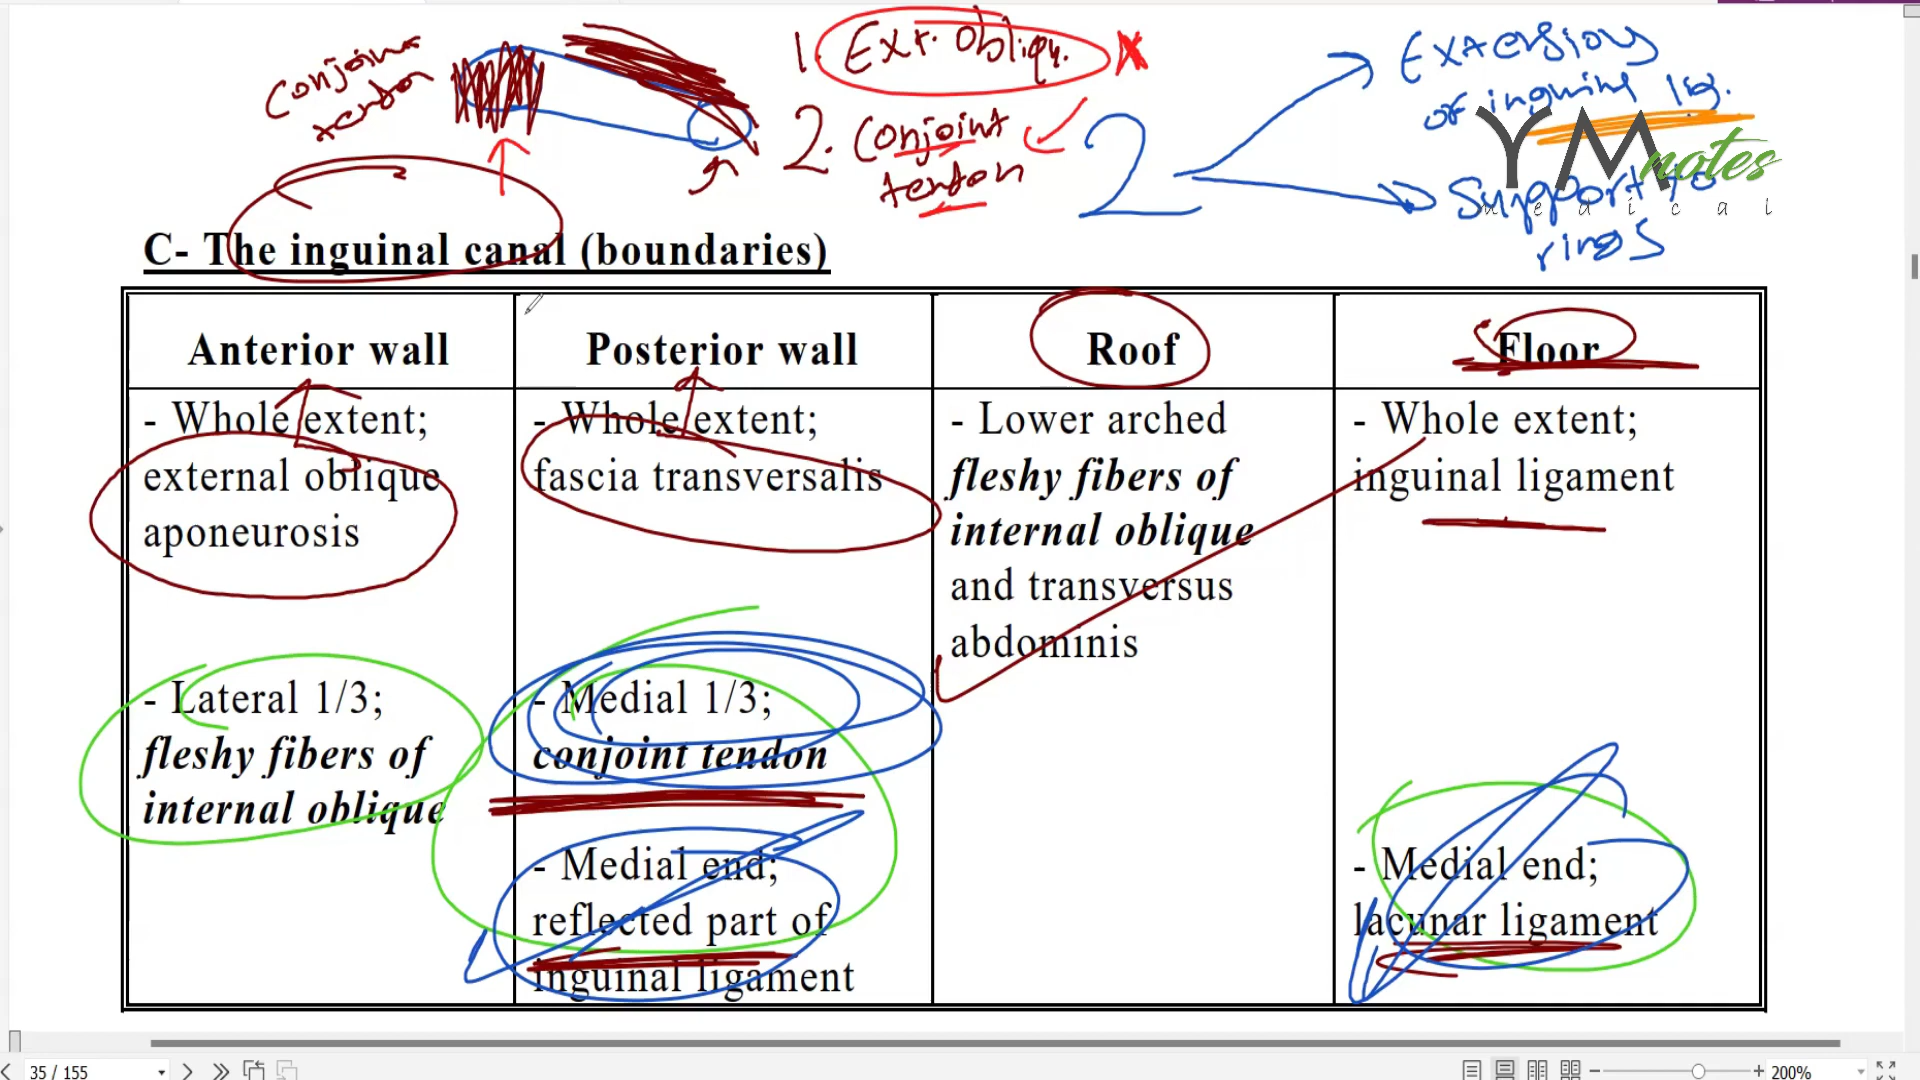 Conjoint
tendon
1. Ext. obliqu.
2. Conjoint
tendon
2
Extension
of inguinal lig.
Support to
rings
YM notes
medical
C- The inguinal canal (boundaries)
Anterior wall
- Whole extent;
external oblique
aponeurosis
- Lateral 1/3;
fleshy fibers of
internal oblique
Posterior wall
- Whole extent;
fascia transversalis
- Medial 1/3;
conjoint tendon
- Medial end;
reflected part of
inguinal ligament
Roof
- Lower arched
fleshy fibers of
internal oblique
and transversus
abdominis
Floor
- Whole extent;
inguinal ligament
- Medial end;
lacunar ligament
35 / 155
200%